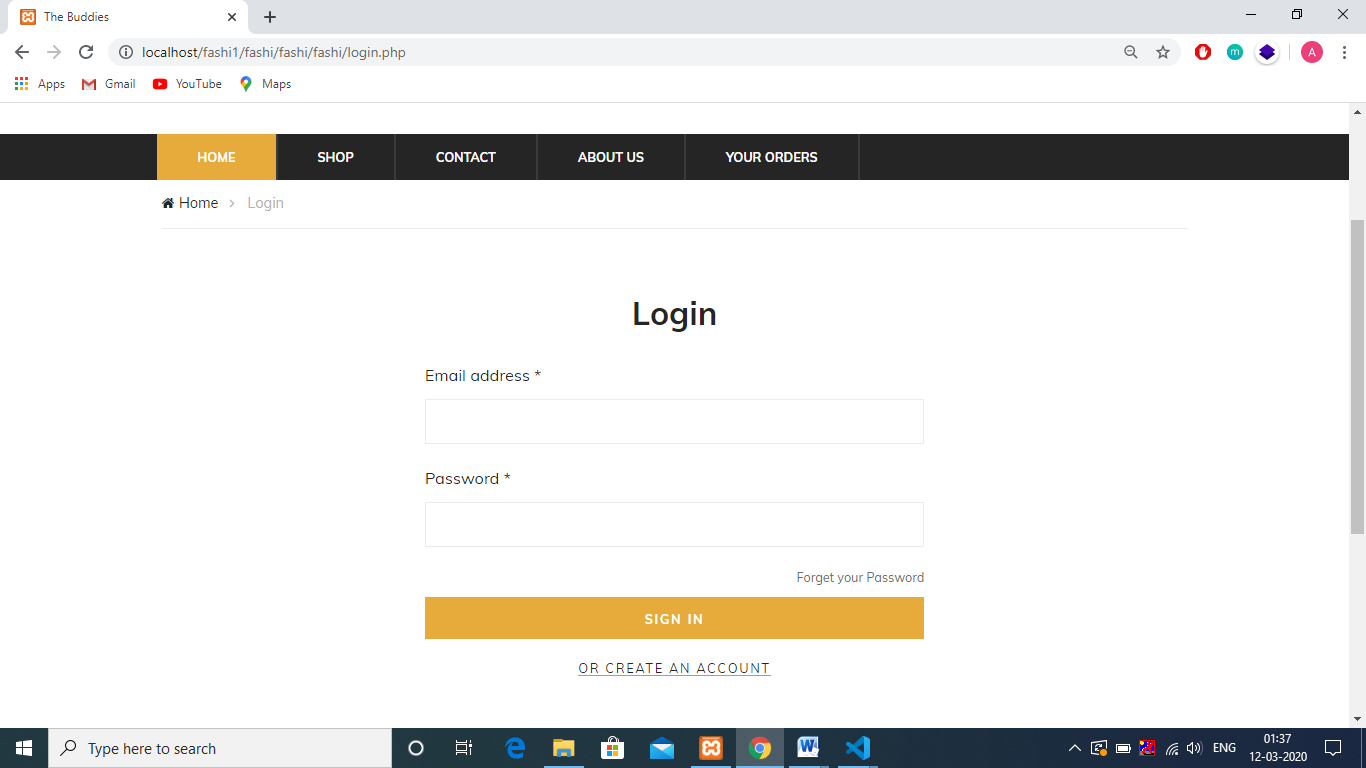 The Buddies
localhost/fashi1/fashi/fashi/fashi/login.php
A
m
Apps Gmail YouTube Maps
HOME SHOP CONTACT ABOUT US YOUR ORDERS
Home > Login
Login
Email address *
Password *
Forget your Password
SIGN IN
OR CREATE AN ACCOUNT
Type here to search
ENG
01:37
12-03-2020